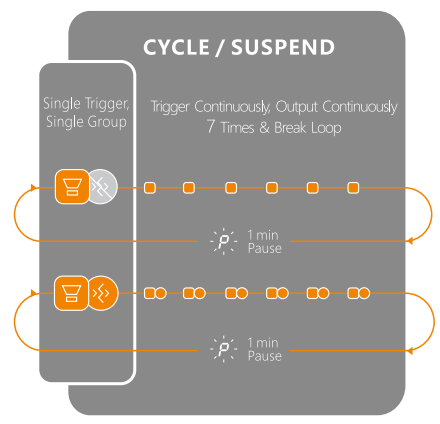 CYCLE / SUSPEND
Single Trigger,
Single Group
Trigger Continuously, Output Continuously
7 Times & Break Loop
P
1 min
Pause
P
1 min
Pause